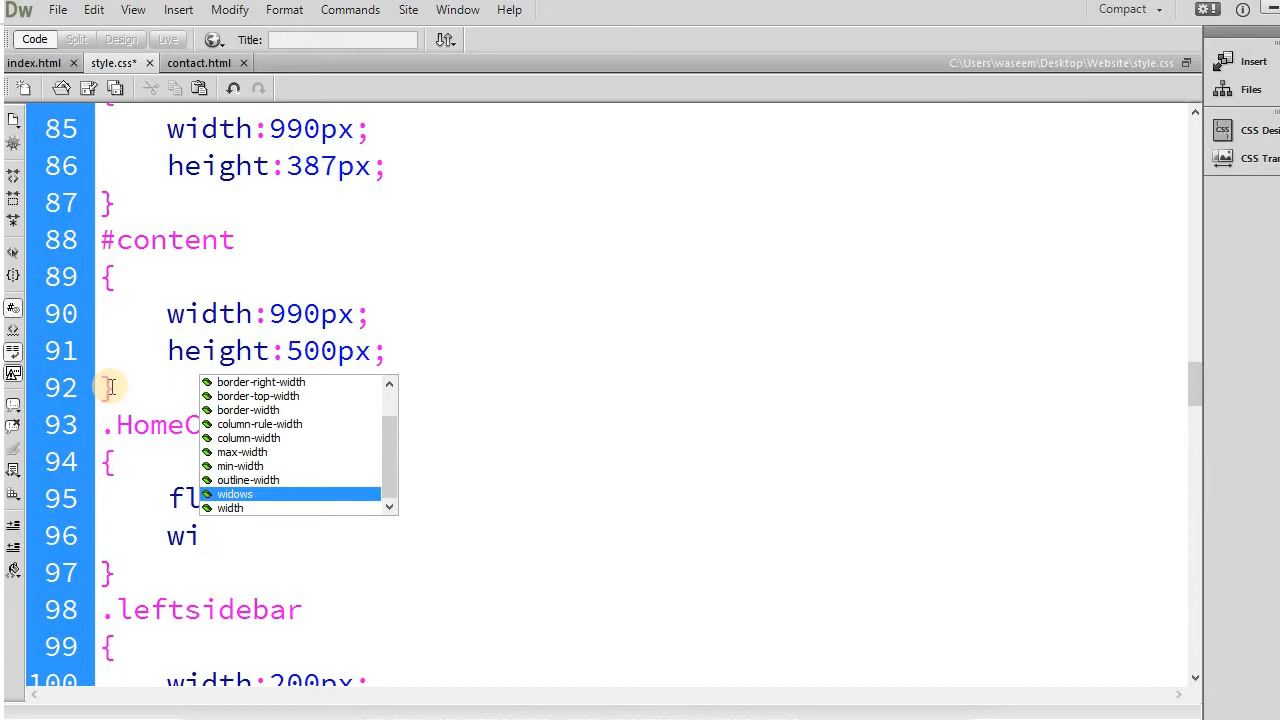 Dw File Edit View Insert Modify Format Commands Site Window Help Compact
Code Split Design Live Title:
index.html style.css* contact.html C:\Users\waseem\Desktop\Website\style.css
{
85 width:990px;
86 height:387px;
87 }
88 #content
89 {
90 width:990px;
91 height:500px;
92 }
93 .HomeC
94 {
95 fl
96 wi
97 }
98 .leftsidebar
99 {
100 width:200px;
border-right-width
border-top-width
border-width
column-rule-width
column-width
max-width
min-width
outline-width
widows
width
Insert
Files
CSS Des
CSS Tran